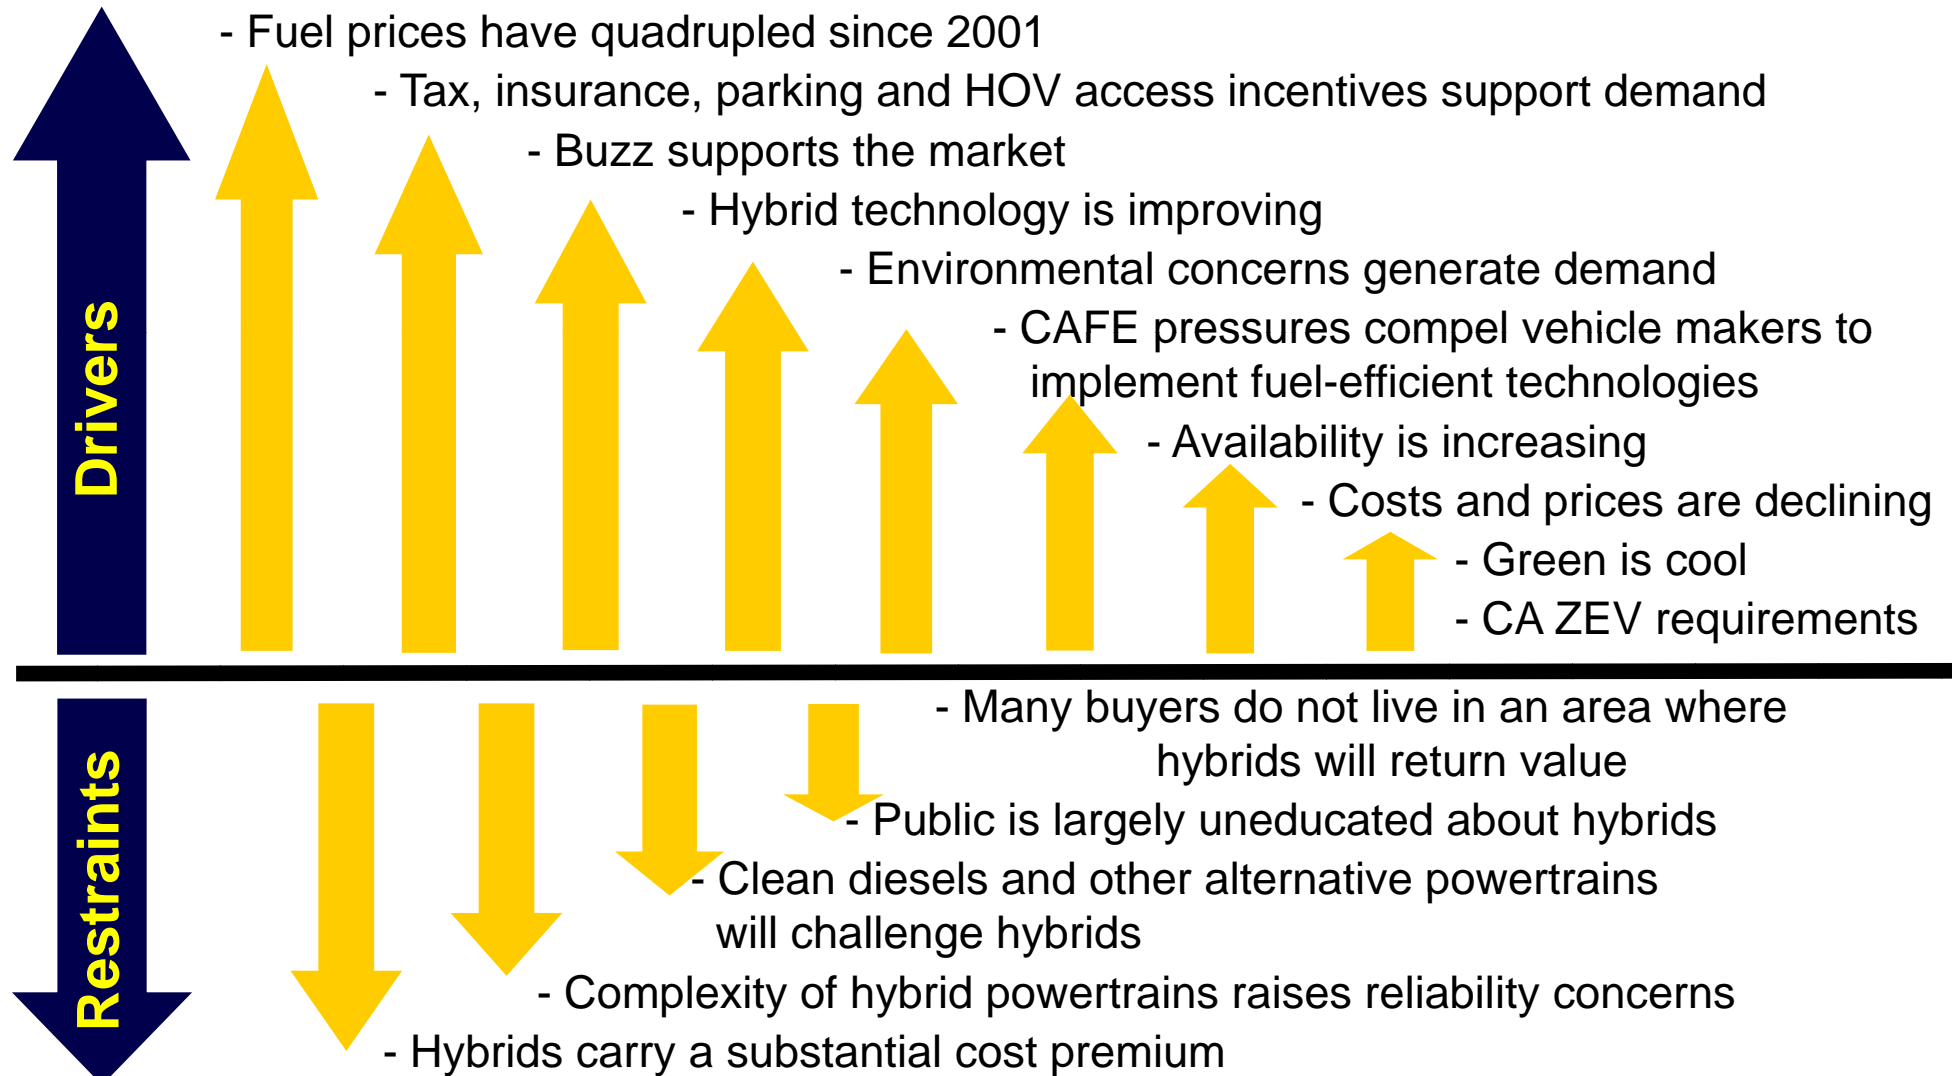 - Fuel prices have quadrupled since 2001
- Tax, insurance, parking and HOV access incentives support demand
- Buzz supports the market
- Hybrid technology is improving
- Environmental concerns generate demand
- CAFE pressures compel vehicle makers to
implement fuel-efficient technologies
- Availability is increasing
- Costs and prices are declining
- Green is cool
- CA ZEV requirements
Drivers
- Many buyers do not live in an area where
hybrids will return value
- Public is largely uneducated about hybrids
- Clean diesels and other alternative powertrains
will challenge hybrids
- Complexity of hybrid powertrains raises reliability concerns
- Hybrids carry a substantial cost premium
Restraints